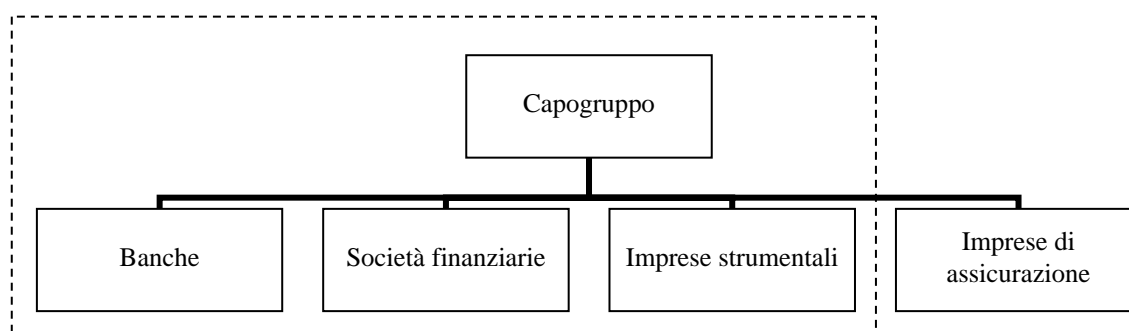 Capogruppo
Banche
Società finanziarie
Imprese strumentali
Imprese di
assicurazione